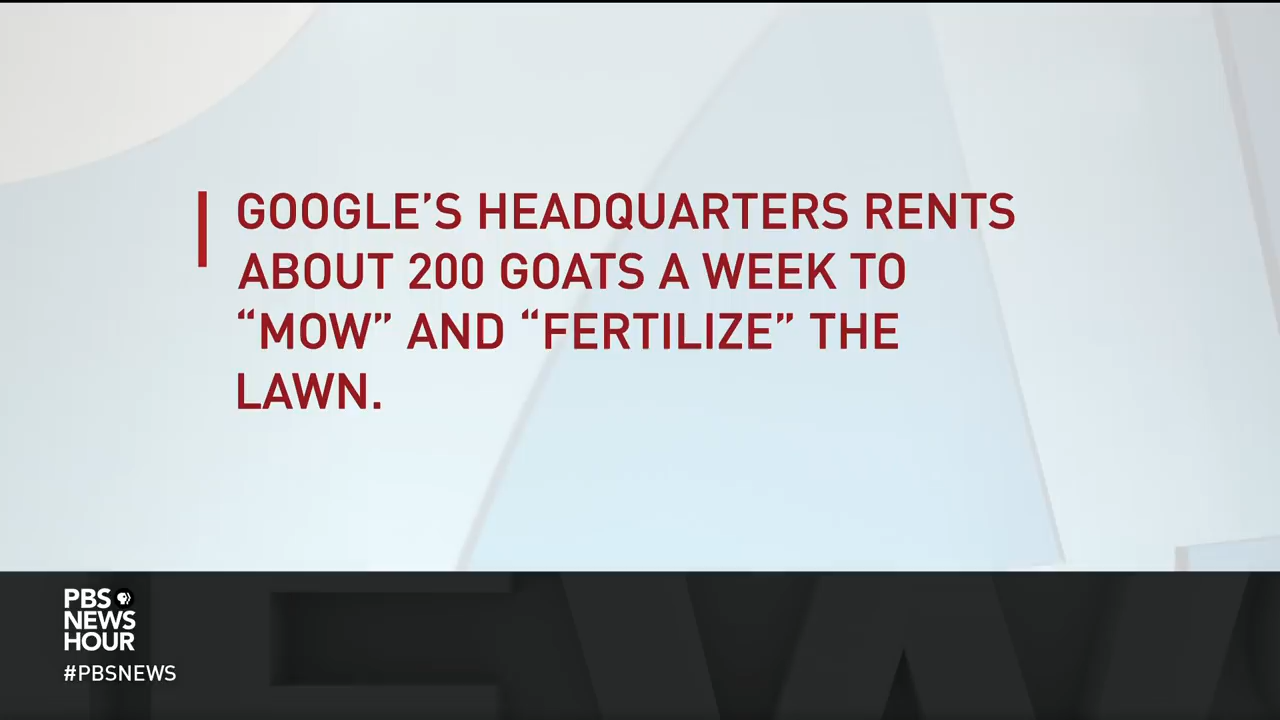 GOOGLE’S HEADQUARTERS RENTS
ABOUT 200 GOATS A WEEK TO
“MOW” AND “FERTILIZE” THE
LAWN.
PBS
NEWS
HOUR
#PBSNEWS